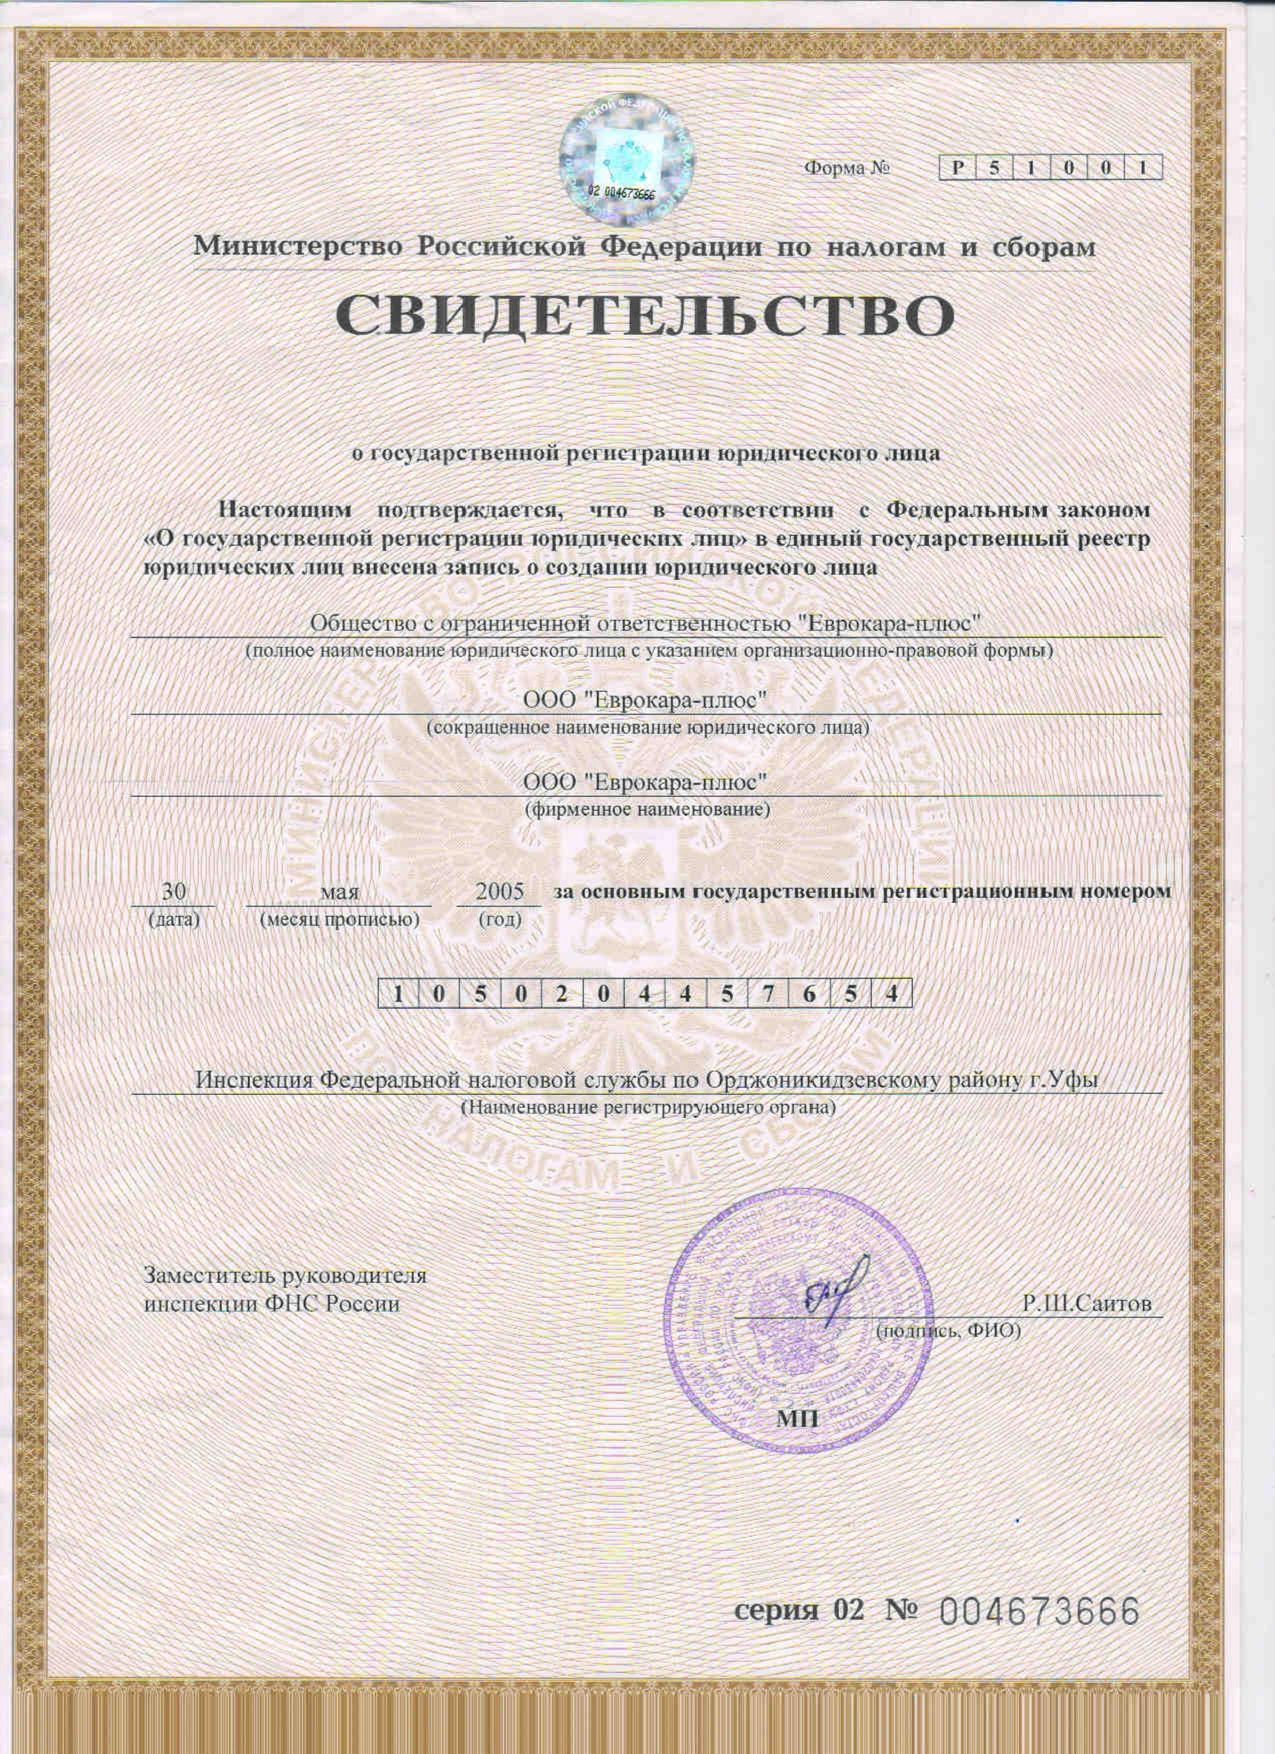 02 004673666
Форма № Р 5 1 0 0 1
Министерство Российской Федерации по налогам и сборам
СВИДЕТЕЛЬСТВО
о государственной регистрации юридического лица
Настоящим подтверждается, что в соответствии с Федеральным законом
«О государственной регистрации юридических лиц» в единый государственный реестр
юридических лиц внесена запись о создании юридического лица
Общество с ограниченной ответственностью "Еврокара-плюс"
(полное наименование юридического лица с указанием организационно-правовой формы)
ООО "Еврокара-плюс"
(сокращенное наименование юридического лица)
ООО "Еврокара-плюс"
(фирменное наименование)
30 мая 2005 за основным государственным регистрационным номером
(дата) (месяц прописью) (год)
1 0 5 0 2 0 4 4 5 7 6 5 4
Инспекция Федеральной налоговой службы по Орджоникидзевскому району г.Уфы
(Наименование регистрирующего органа)
МИНИСТЕРСТВО РОССИЙСКОЙ ФЕДЕРАЦИИ
ПО НАЛОГАМ И СБОРАМ
Заместитель руководителя
инспекции ФНС России
Р.Ш.Саитов
(подпись, ФИО)
МП
серия 02 № 004673666